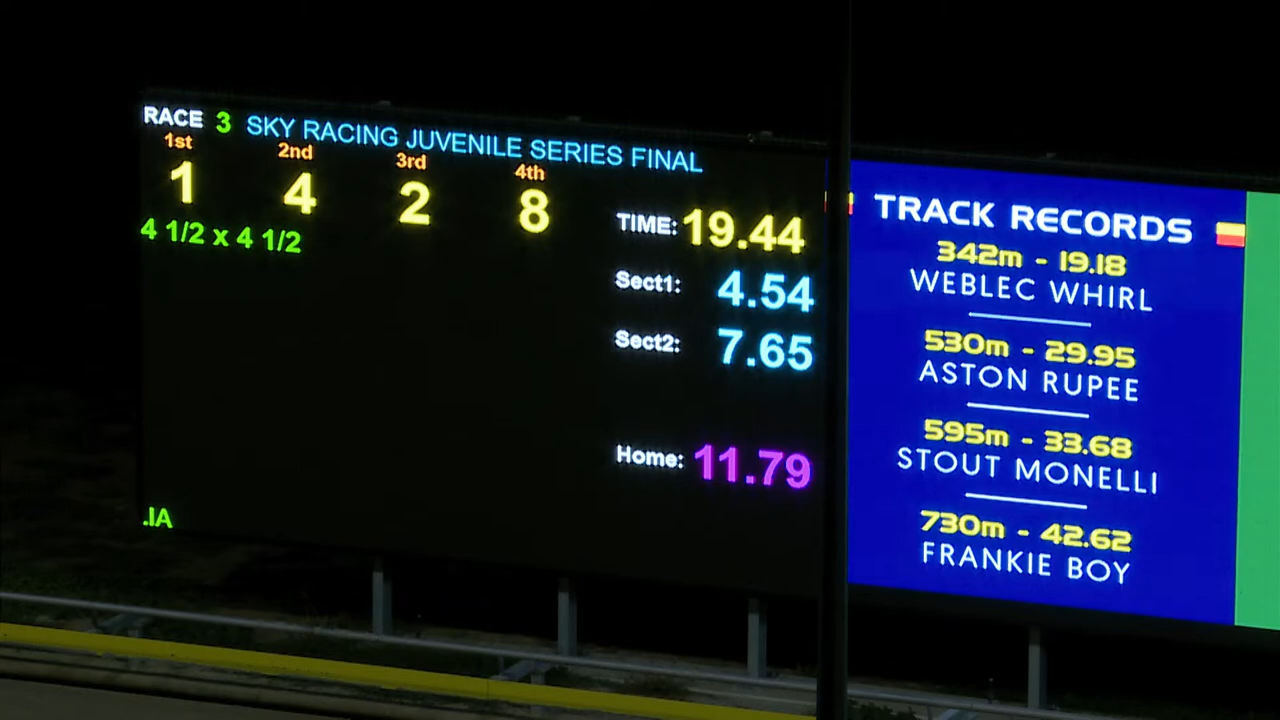 RACE 3 SKY RACING JUVENILE SERIES FINAL
1st 2nd 3rd 4th
1 4 2 8
4 1/2 x 4 1/2
TIME: 19.44
Sect1: 4.54
Sect2: 7.65
Home: 11.79
.IA
TRACK RECORDS
342m - 19.18
WEBLEC WHIRL
530m - 29.95
ASTON RUPEE
595m - 33.68
STOUT MONELLI
730m - 42.62
FRANKIE BOY